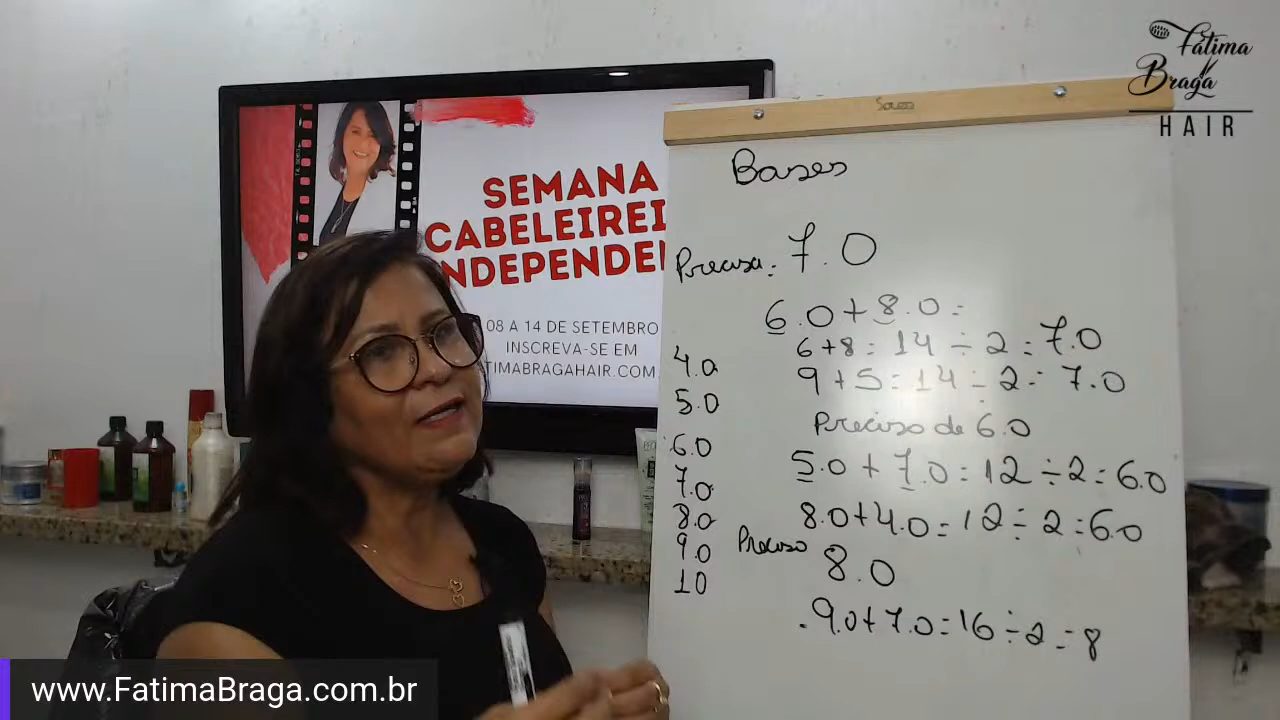 Fátima
Braga
HAIR
SEMANA
CABELEIREI
NDEPENDE
08 A 14 DE SETEMBRO
INSCREVA-SE EM
TIMABRAGAHAIR.COM
Souza
Bases
Precisa: 7.0
6.0+8.0=
6+8=14÷2=7.0
9+5=14÷2=7.0
Preciso de 6.0
5.0+7.0=12÷2=6.0
8.0+4.0=12÷2=6.0
Preciso 8.0
9.0+7.0=16÷2=8
4.0
5.0
6.0
7.0
8.0
9.0
10
www.FatimaBraga.com.br